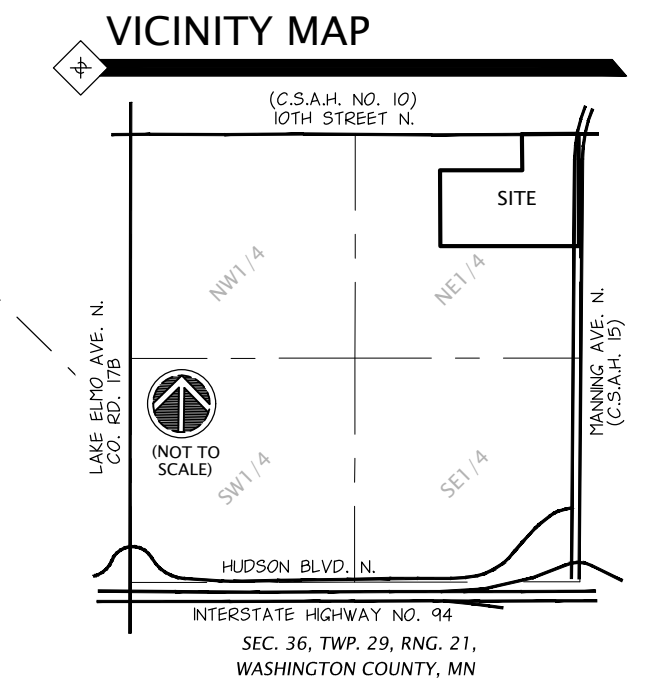 VICINITY MAP
(C.S.A.H. NO. 10)
10TH STREET N.
SITE
NW1/4
NE1/4
LAKE ELMO AVE. N.
CO. RD. 17B
MANNING AVE. N.
(C.S.A.H. 15)
(NOT TO
SCALE)
SW1/4
SE1/4
HUDSON BLVD. N.
INTERSTATE HIGHWAY NO. 94
SEC. 36, TWP. 29, RNG. 21,
WASHINGTON COUNTY, MN